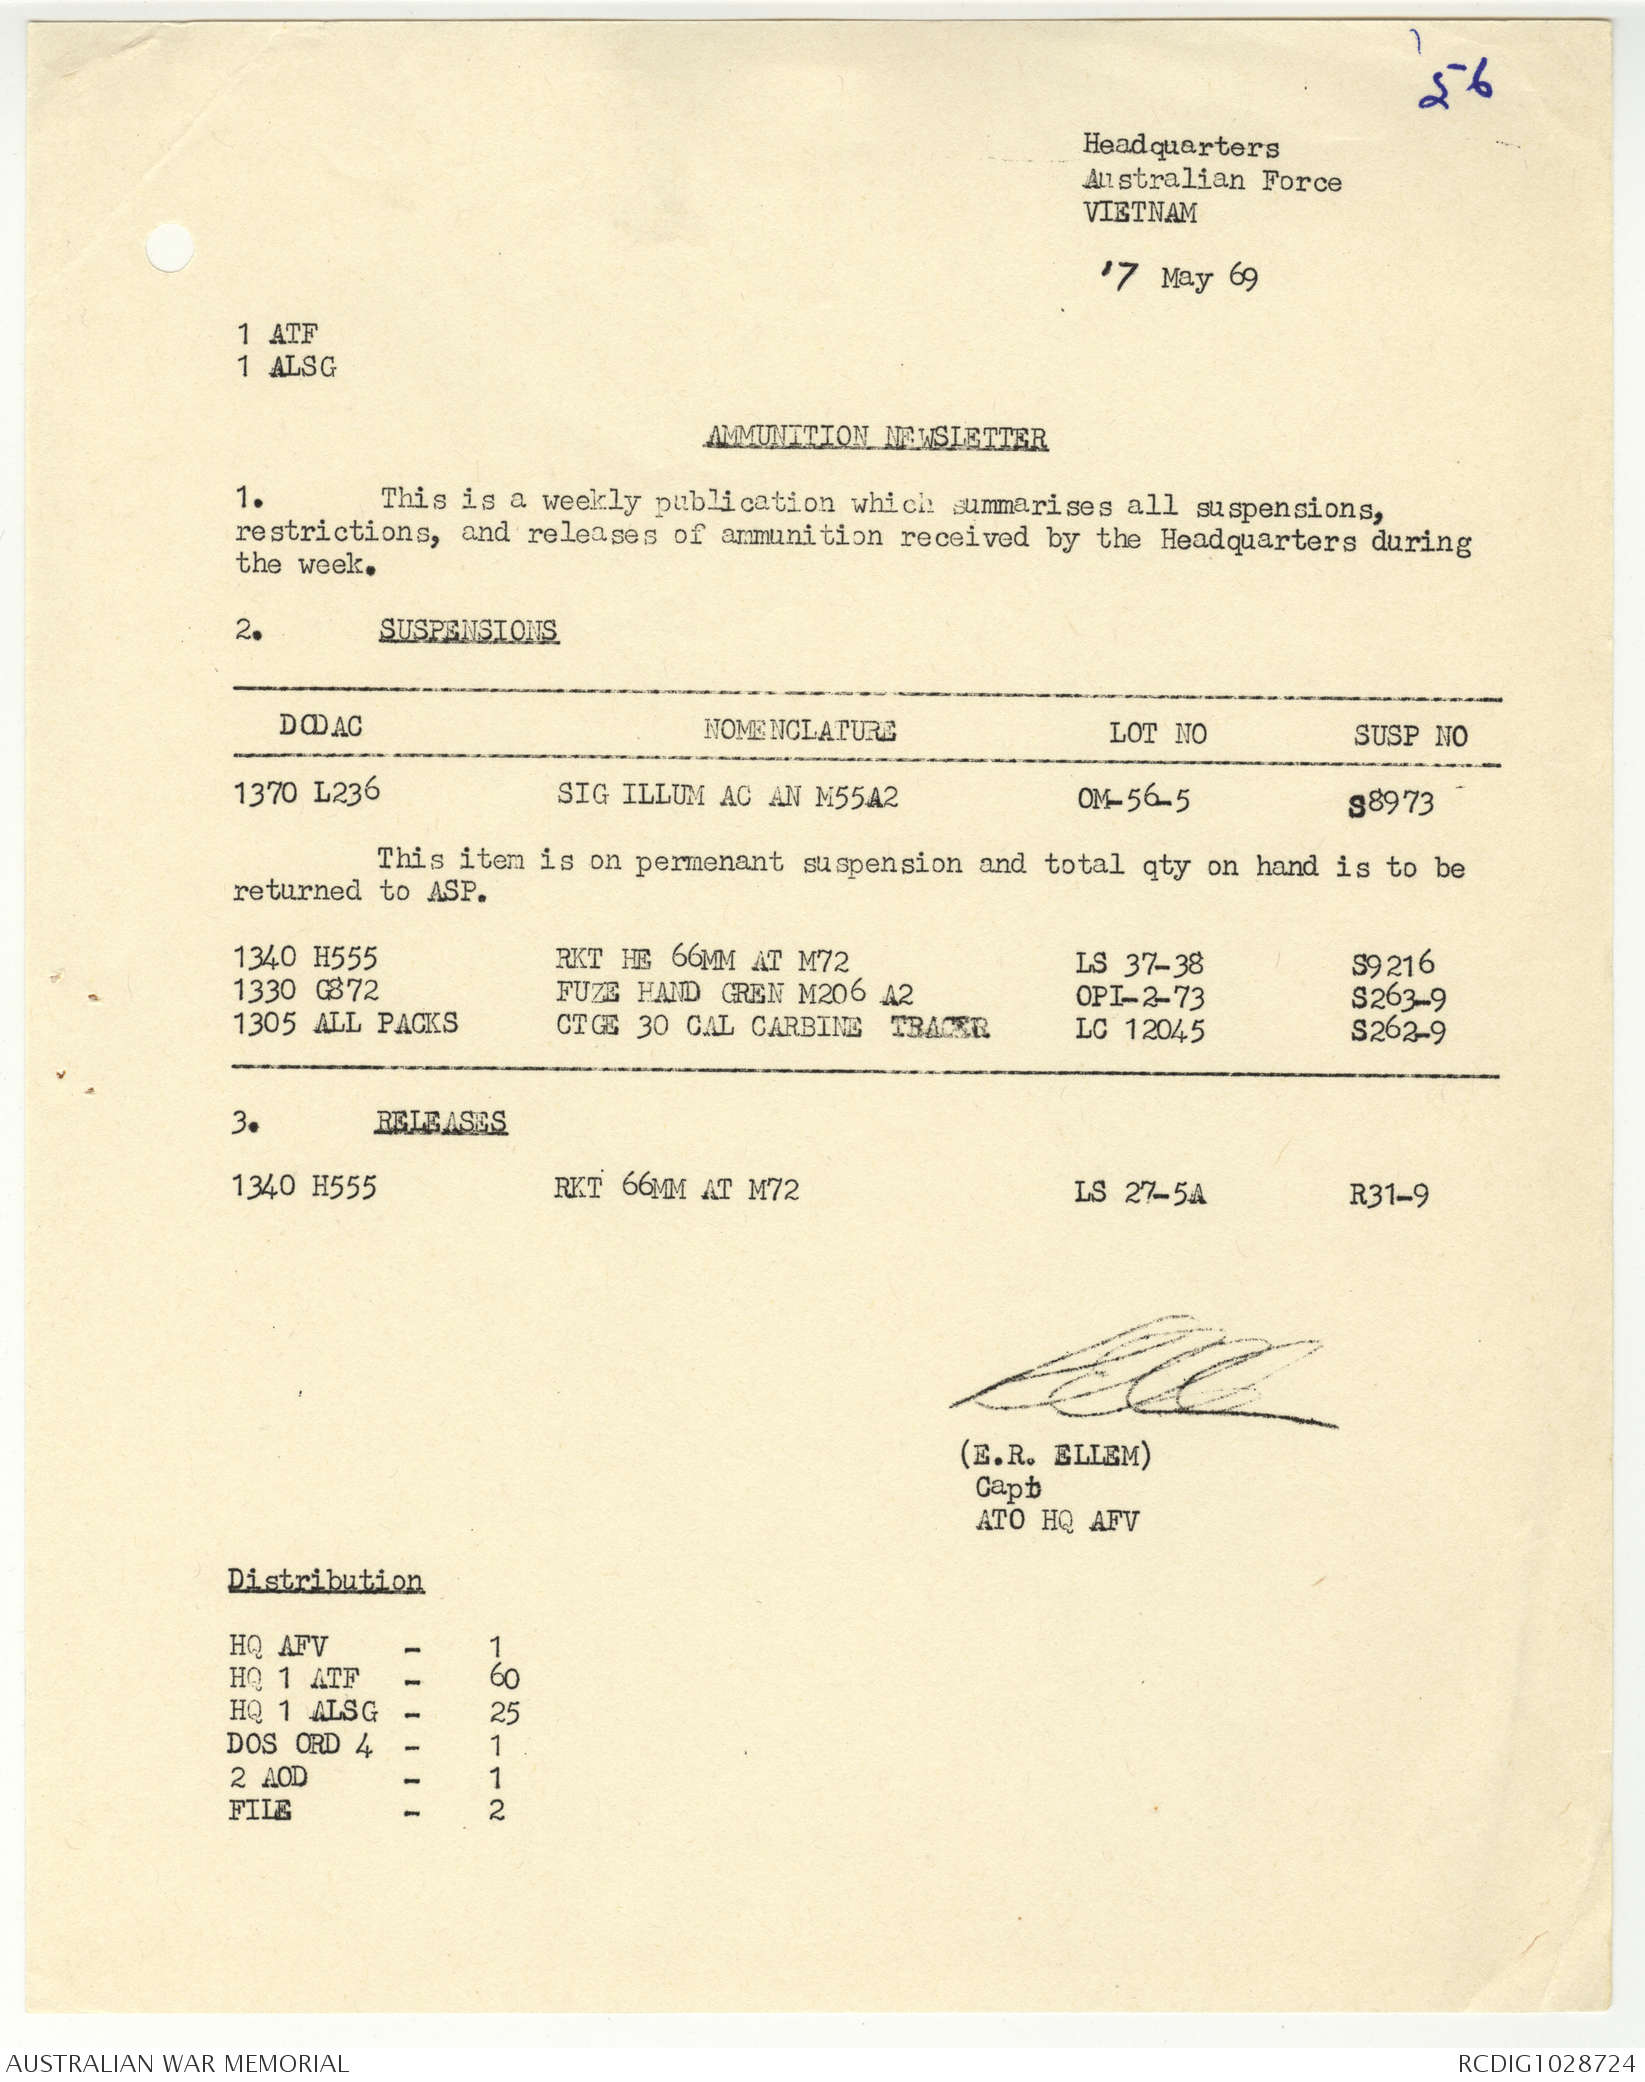 56
Headquarters
Australian Force
VIETNAM
17 May 69
1 ATF
1 ALSG
AMMUNITION NEWSLETTER
1. This is a weekly publication which summarises all suspensions,
restrictions, and releases of ammunition received by the Headquarters during
the week.
2. SUSPENSIONS
DODAC NOMENCLATURE LOT NO SUSP NO
1370 L236 SIG ILLUM AC AN M55A2 OM-56-5 S8973
This item is on permenant suspension and total qty on hand is to be
returned to ASP.
1340 H555 RKT HE 66MM AT M72 LS 37-38 S9216
1330 G872 FUZE HAND GREN M206 A2 OPI-2-73 S263-9
1305 ALL PACKS CTGE 30 CAL CARBINE TRACER LC 12045 S262-9
3. RELEASES
1340 H555 RKT 66MM AT M72 LS 27-5A R31-9
(E.R. ELLEM)
Capt
ATO HQ AFV
Distribution
HQ AFV - 1
HQ 1 ATF - 60
HQ 1 ALSG - 25
DOS ORD 4 - 1
2 AOD - 1
FILE - 2
AUSTRALIAN WAR MEMORIAL
RCDIG1028724